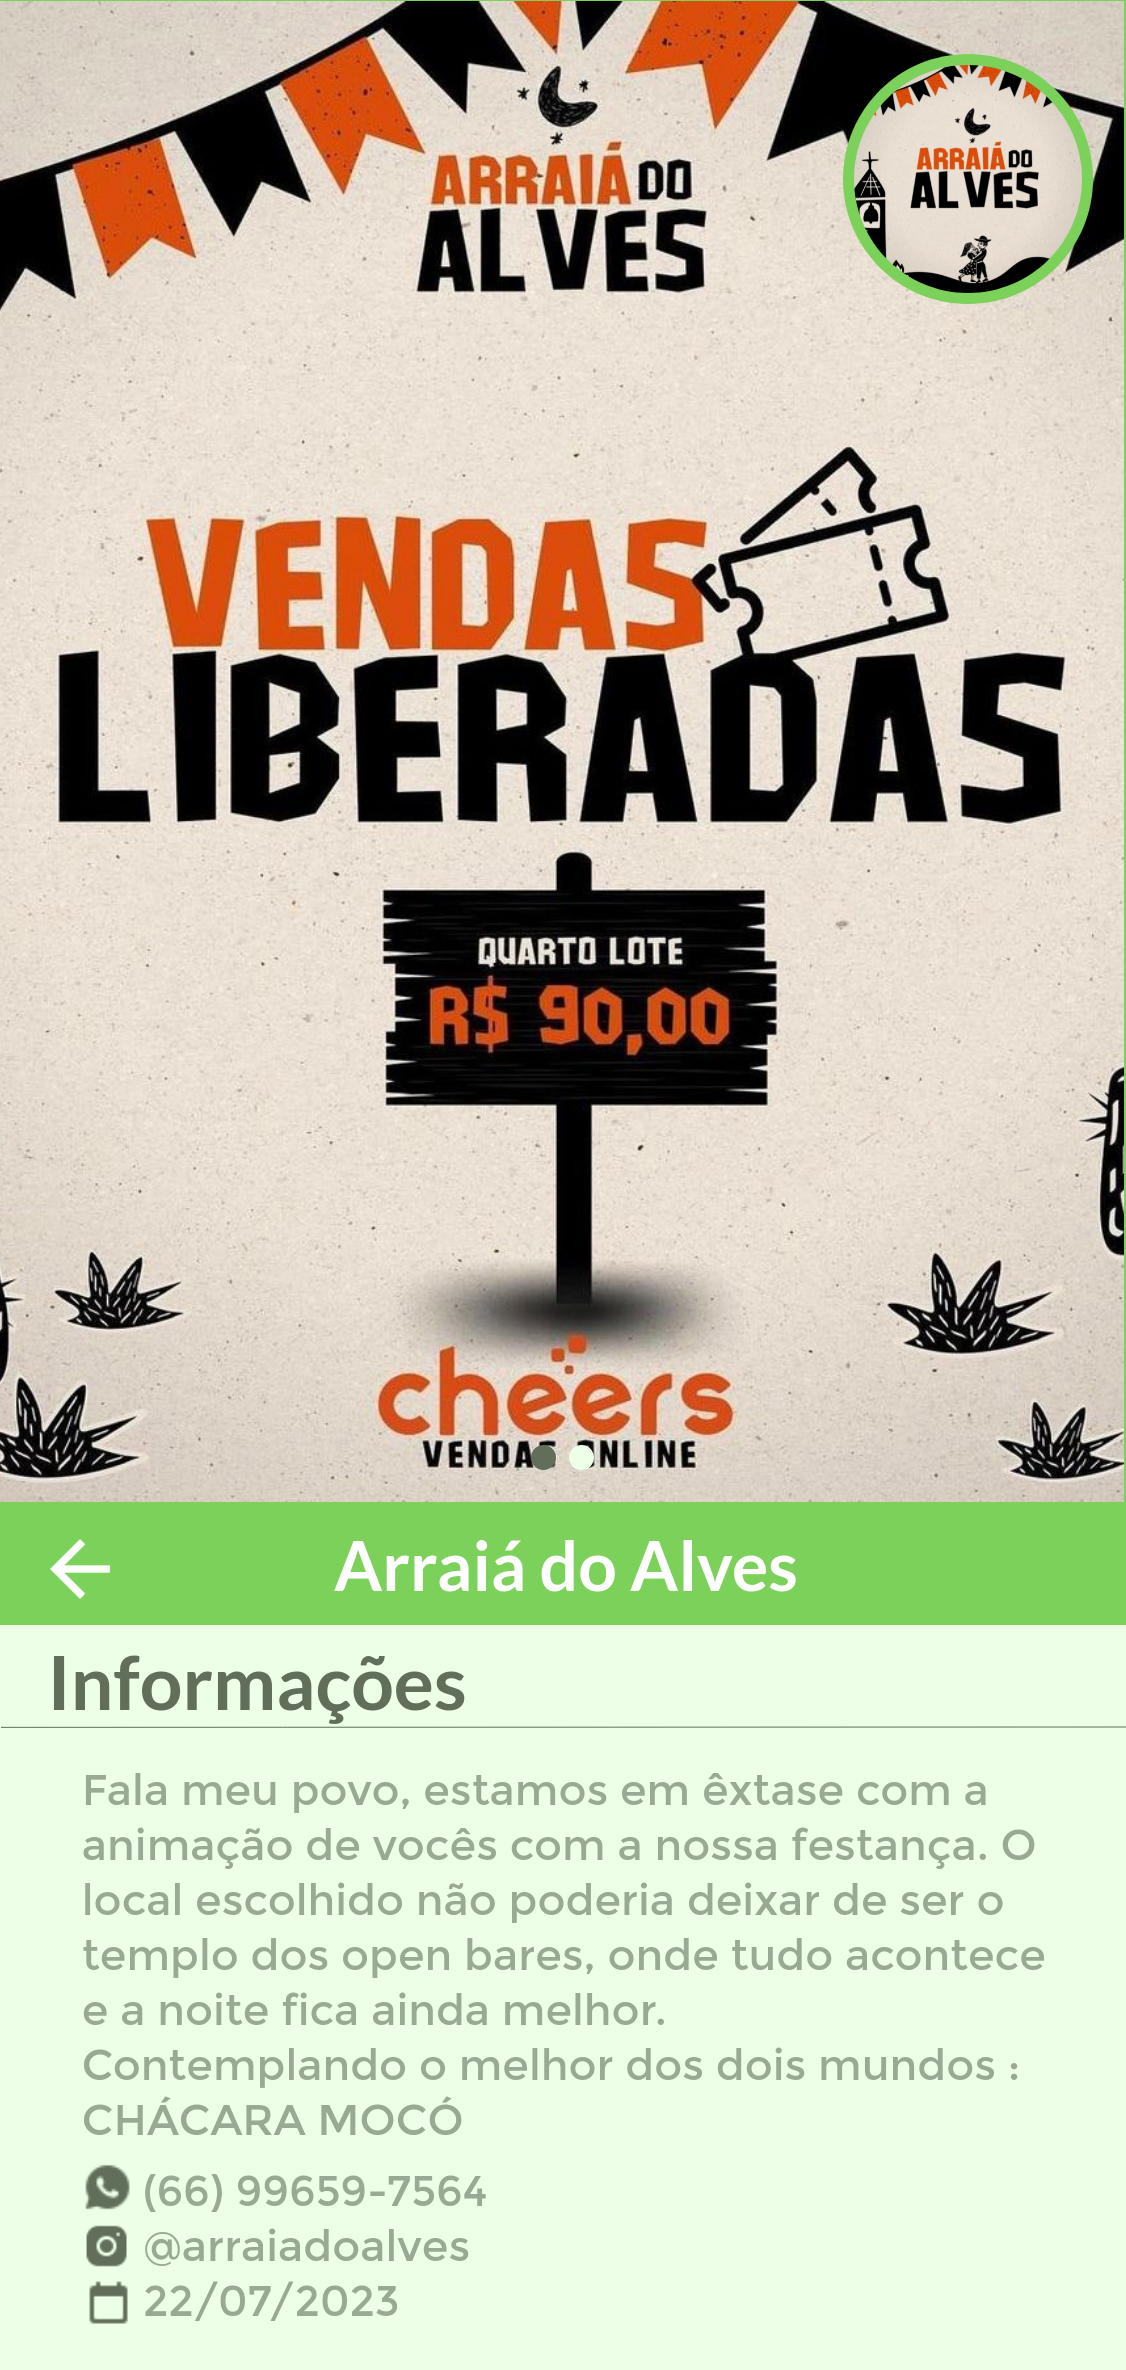 ARRAIÁ DO
ALVES
ARRAIÁ DO
ALVES
VENDAS
LIBERADAS
QUARTO LOTE
R$ 90,00
cheers
VENDAS ONLINE
Arraiá do Alves
Informações
Fala meu povo, estamos em êxtase com a
animação de vocês com a nossa festança. O
local escolhido não poderia deixar de ser o
templo dos open bares, onde tudo acontece
e a noite fica ainda melhor.
Contemplando o melhor dos dois mundos :
CHÁCARA MOCÓ
(66) 99659-7564
@arraiadoalves
22/07/2023